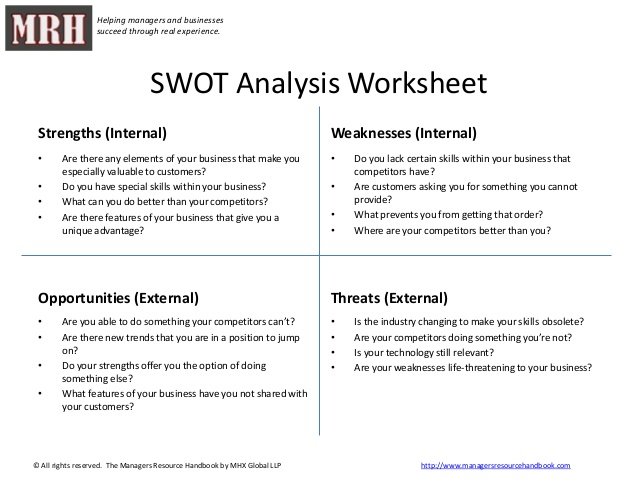 MRH
Helping managers and businesses
succeed through real experience.
SWOT Analysis Worksheet
Strengths (Internal)
• Are there any elements of your business that make you
especially valuable to customers?
• Do you have special skills within your business?
• What can you do better than your competitors?
• Are there features of your business that give you a
unique advantage?
Weaknesses (Internal)
• Do you lack certain skills within your business that
competitors have?
• Are customers asking you for something you cannot
provide?
• What prevents you from getting that order?
• Where are your competitors better than you?
Opportunities (External)
• Are you able to do something your competitors can't?
• Are there new trends that you are in a position to jump
on?
• Do your strengths offer you the option of doing
something else?
• What features of your business have you not shared with
your customers?
Threats (External)
• Is the industry changing to make your skills obsolete?
• Are your competitors doing something you're not?
• Is your technology still relevant?
• Are your weaknesses life-threatening to your business?
© All rights reserved. The Managers Resource Handbook by MHX Global LLP
http://www.managersresourcehandbook.com